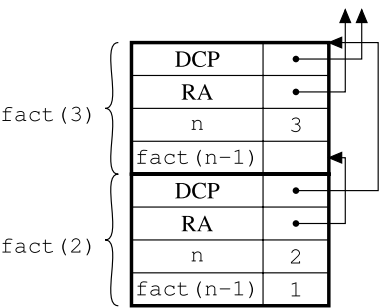 DCP
RA
fact(3)
n 3
fact(n-1)
DCP
RA
fact(2)
n 2
fact(n-1) 1